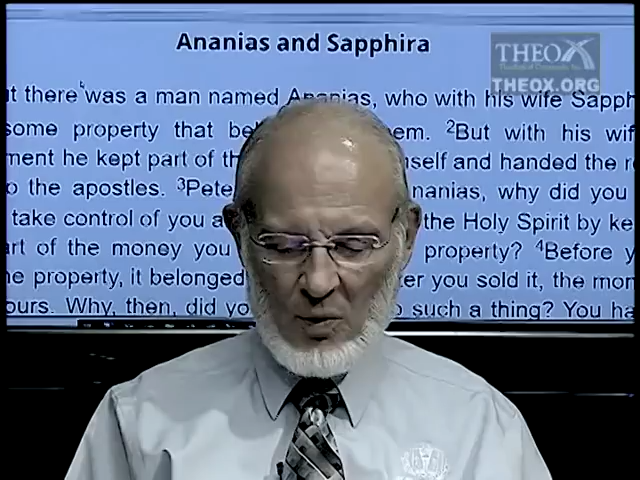 Ananias and Sapphira
THEOX
THEOX.ORG
t there was a man named Ananias, who with his wife Sapph
some property that be em. ²But with his wif
ment he kept part of th mself and handed the r
o the apostles. ³Pete nanias, why did you
take control of you a the Holy Spirit by ke
art of the money you property? ⁴Before y
he property, it belonged er you sold it, the mon
ours. Why, then, did yo o such a thing? You ha